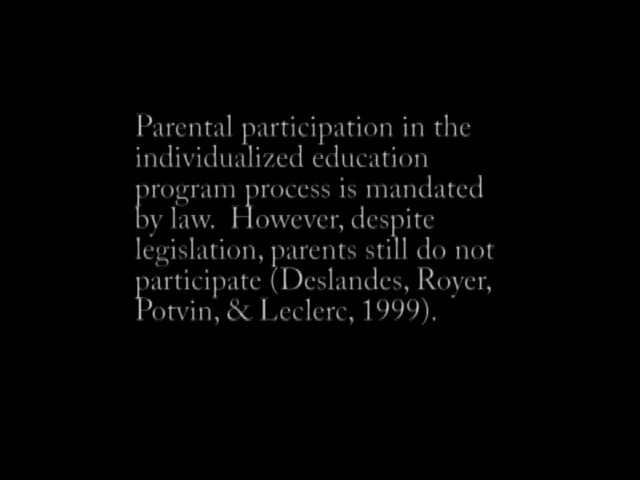 Parental participation in the
individualized education
program process is mandated
by law.  However, despite
legislation, parents still do not
participate (Deslandes, Royer,
Potvin, & Leclerc, 1999).